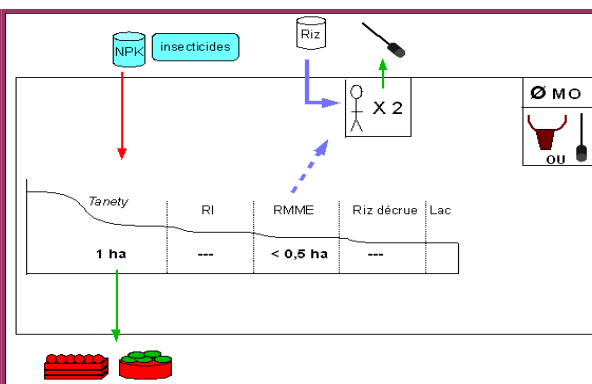 NPK
insecticides
Riz
X 2
Ø MO
OU
Tanety
RI
RMME
Riz décrue
Lac
1 ha
---
< 0,5 ha
---